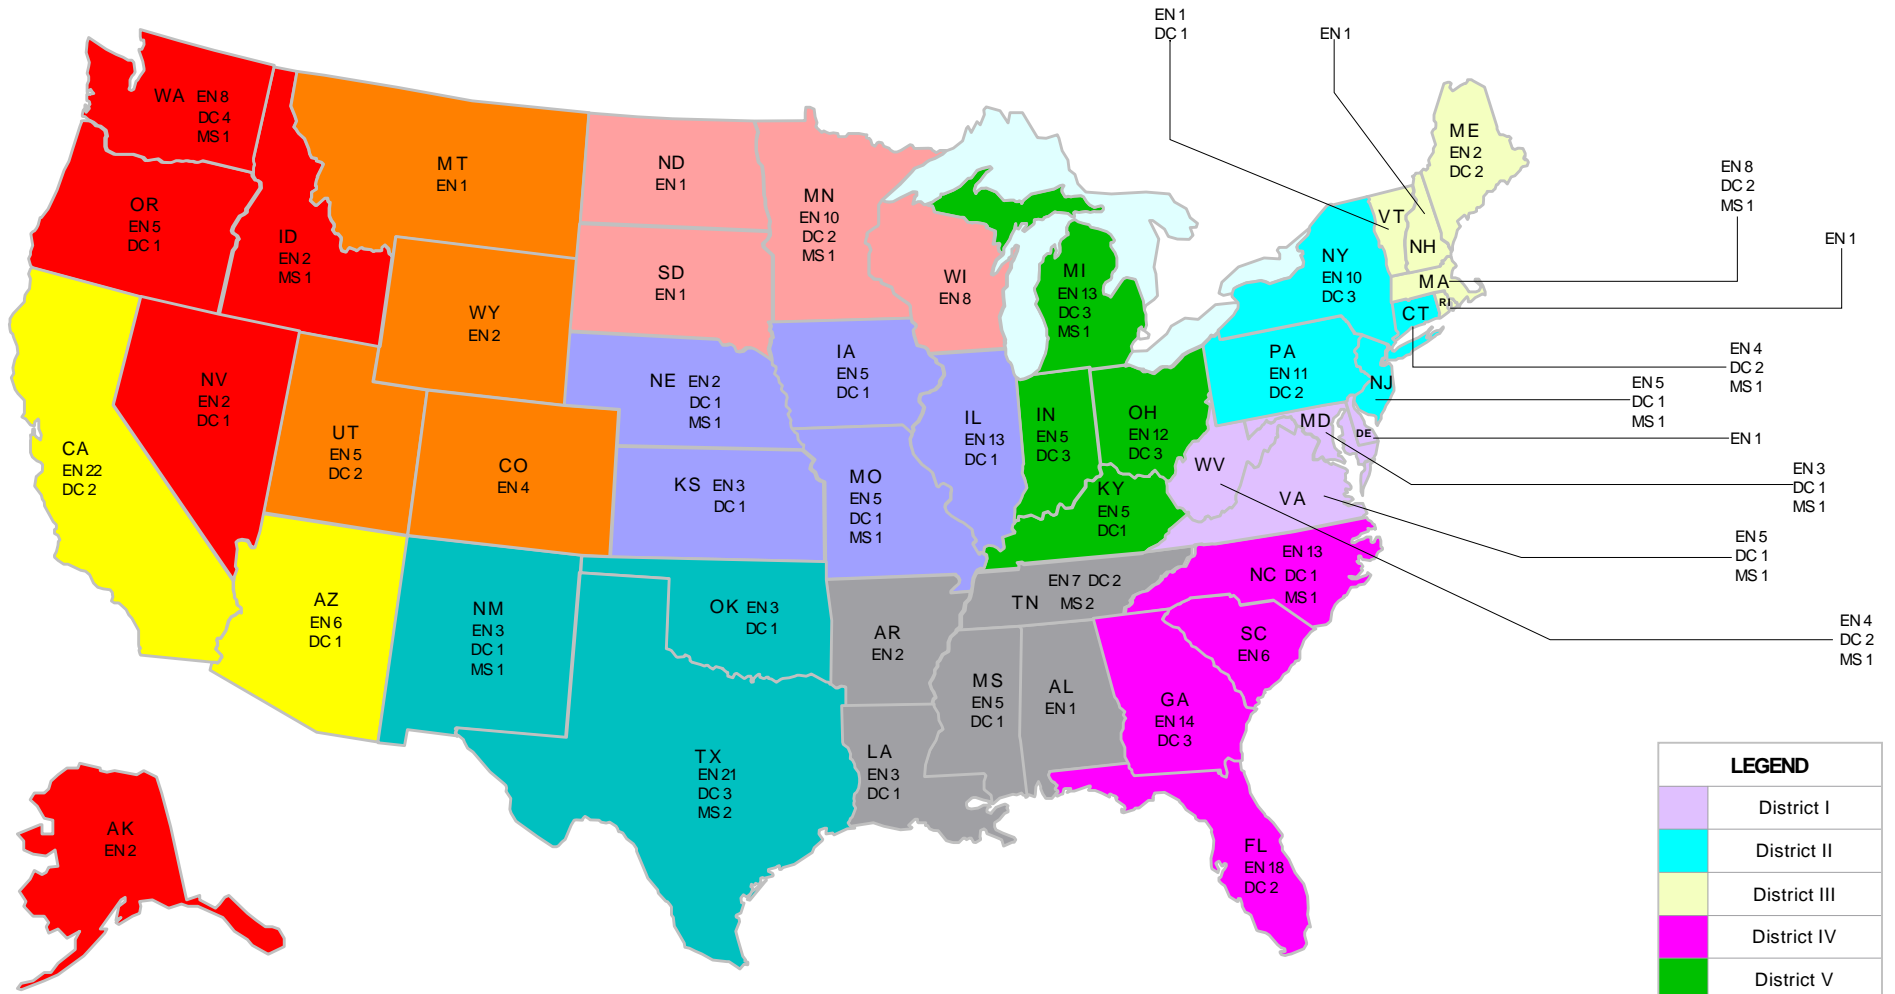 EN 1
DC 1
EN 1
WA EN 8
DC 4
MS 1
OR
EN 5
DC 1
ID
EN 2
MS 1
MT
EN 1
ND
EN 1
MN
EN 10
DC 2
MS 1
SD
EN 1
WI
EN 8
MI
EN 13
DC 3
MS 1
ME
EN 2
DC 2
VT
NH
NY
EN 10
DC 3
MA
RI
CT
EN 8
DC 2
MS 1
EN 1
EN 4
DC 2
MS 1
WY
EN 2
NV
EN 2
DC 1
UT
EN 5
DC 2
CO
EN 4
CA
EN 22
DC 2
NE EN 2
DC 1
MS 1
IA
EN 5
DC 1
IL
EN 13
DC 1
KS EN 3
DC 1
MO
EN 5
DC 1
MS 1
IN
EN 5
DC 3
OH
EN 12
DC 3
KY
EN 5
DC 1
PA
EN 11
DC 2
NJ
EN 5
DC 1
MS 1
MD
DE
EN 1
WV
VA
EN 3
DC 1
MS 1
EN 5
DC 1
MS 1
EN 4
DC 2
MS 1
AZ
EN 6
DC 1
NM
EN 3
DC 1
MS 1
OK EN 3
DC 1
TX
EN 21
DC 3
MS 2
AR
EN 2
LA
EN 3
DC 1
EN 7 DC 2
TN MS 2
MS
EN 5
DC 1
AL
EN 1
EN 13
NC DC 1
MS 1
SC
EN 6
GA
EN 14
DC 3
FL
EN 18
DC 2
AK
EN 2
LEGEND
District I
District II
District III
District IV
District V